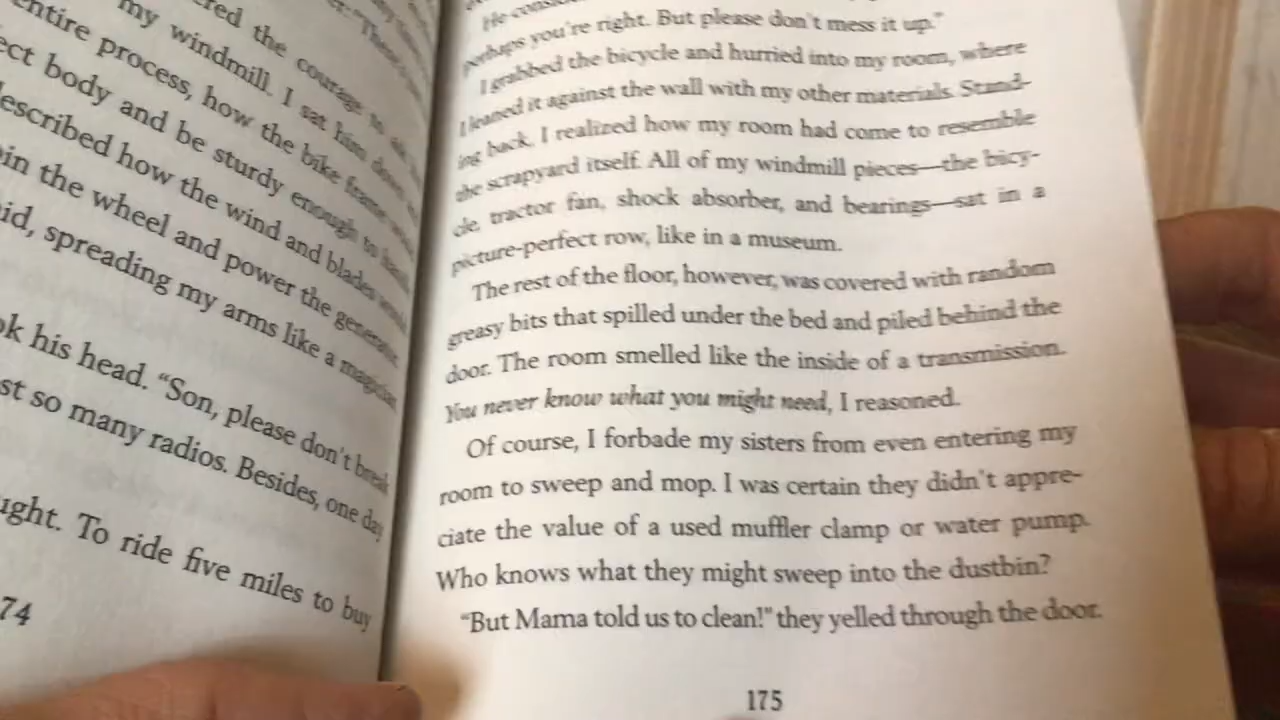 red the courage to
my windmill. I sat him down
entire process, how the bike frame
ect body and be sturdy enough to
escribed how the wind and blades would
in the wheel and power the generator.
id, spreading my arms like a magician.
ok his head. “Son, please don't break
st so many radios. Besides, one day
ught. To ride five miles to buy
74
He
perhaps you're right. But please don't mess it up.”
I grabbed the bicycle and hurried into my room, where
I leaned it against the wall with my other materials. Stand-
ing back, I realized how my room had come to resemble
the scrapyard itself. All of my windmill pieces—the bicy-
cle, tractor fan, shock absorber, and bearings—sat in a
picture-perfect row, like in a museum.
The rest of the floor, however, was covered with random
greasy bits that spilled under the bed and piled behind the
door. The room smelled like the inside of a transmission.
You never know what you might need, I reasoned.
Of course, I forbade my sisters from even entering my
room to sweep and mop. I was certain they didn't appre-
ciate the value of a used muffler clamp or water pump.
Who knows what they might sweep into the dustbin?
“But Mama told us to clean!” they yelled through the door.
175